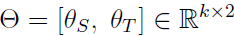 Θ = [θ_S, θ_T] ∈ ℝ^{k×2}